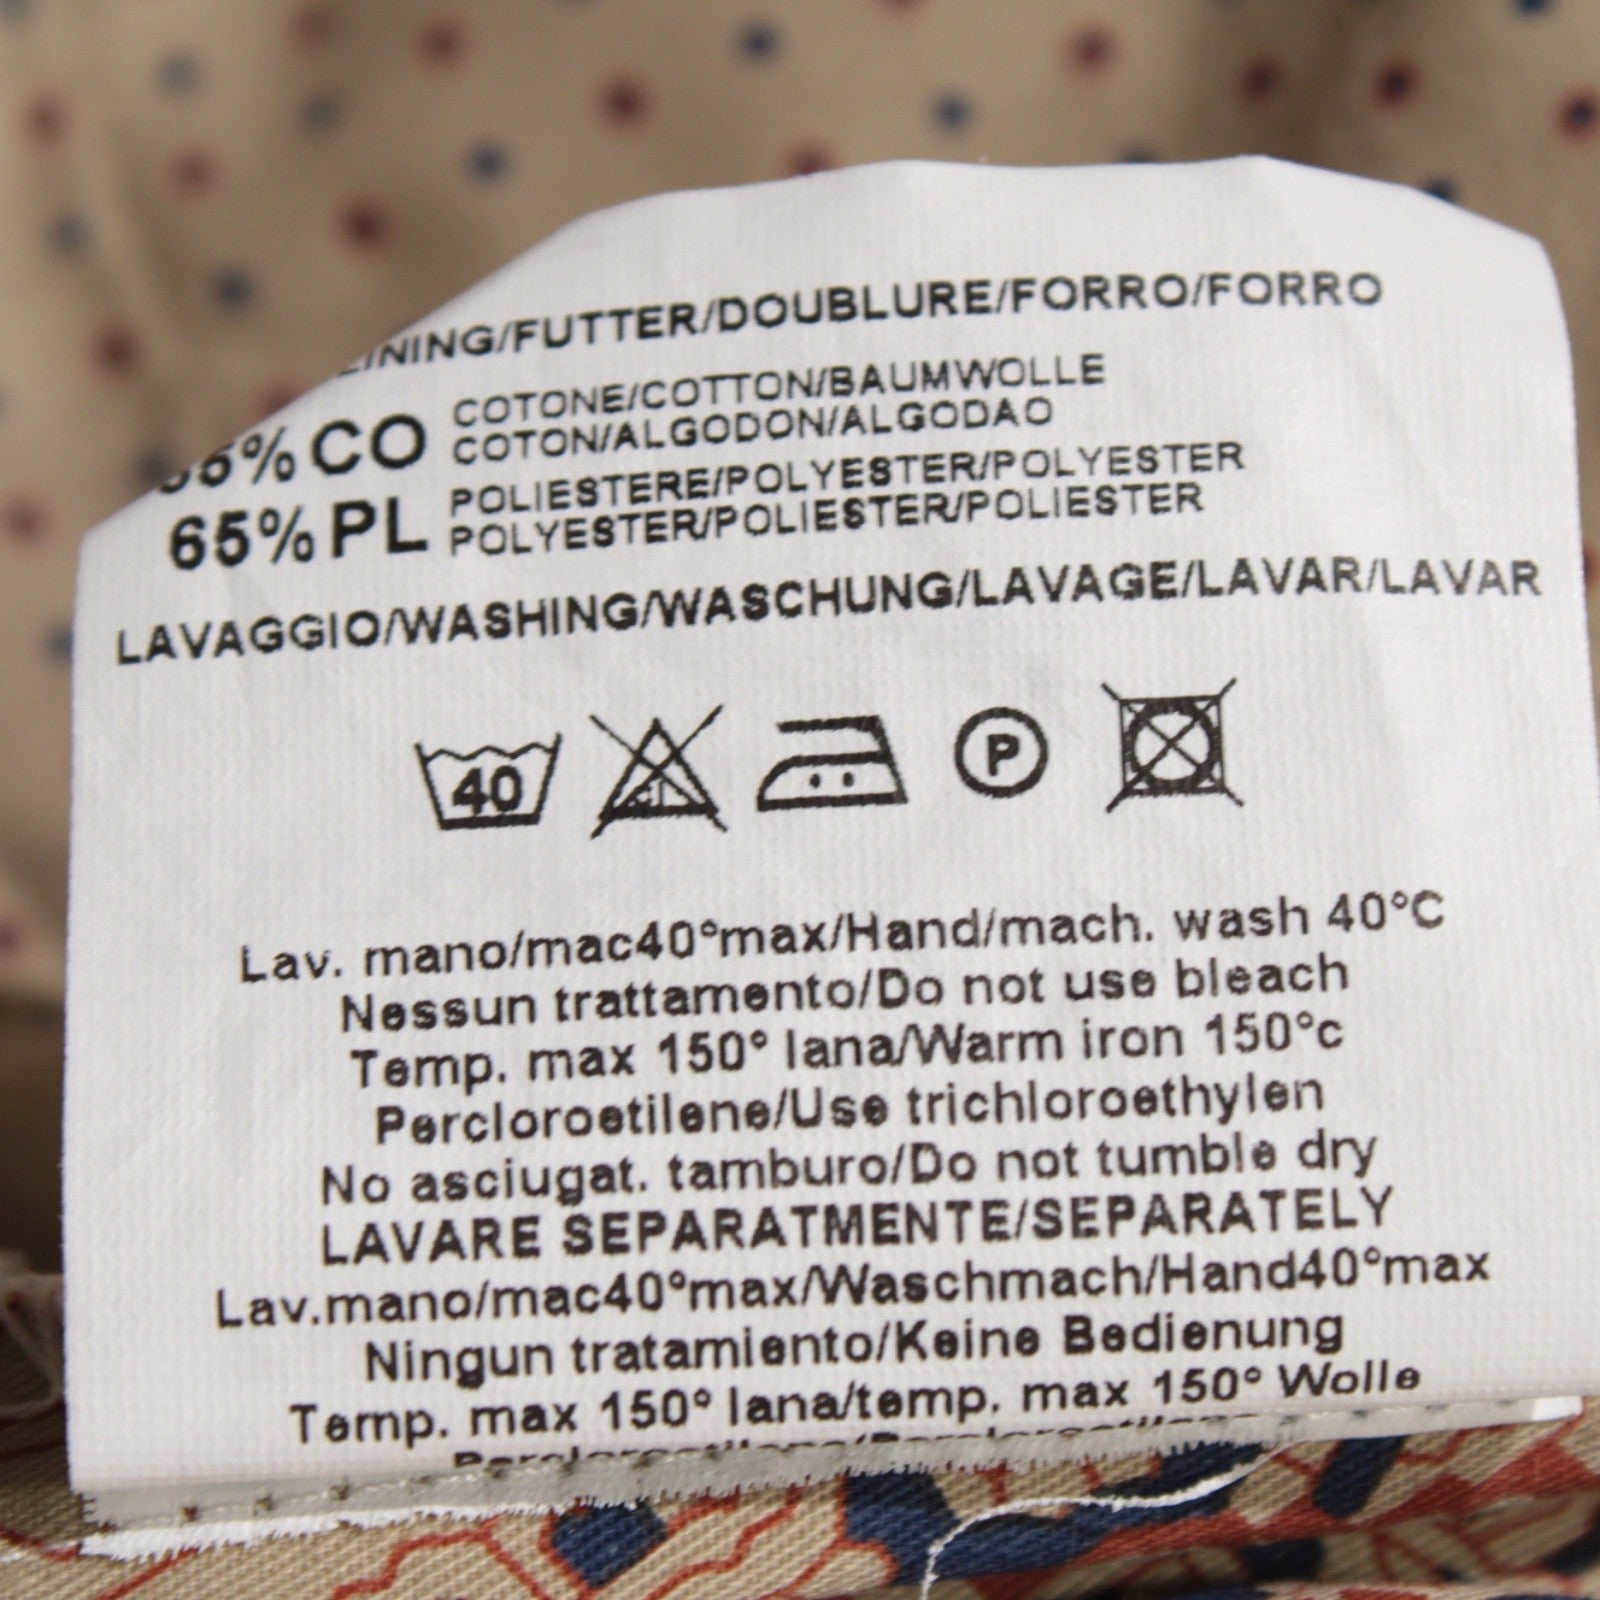 LINING/FUTTER/DOUBLURE/FORRO/FORRO
35%CO COTONE/COTTON/BAUMWOLLE
COTON/ALGODON/ALGODAO
65%PL POLIESTERE/POLYESTER/POLYESTER
POLYESTER/POLIESTER/POLIESTER
LAVAGGIO/WASHING/WASCHUNG/LAVAGE/LAVAR/LAVAR
40 cl P
Lav. mano/mac40°max/Hand/mach. wash 40°C
Nessun trattamento/Do not use bleach
Temp. max 150° lana/Warm iron 150°c
Percloroetilene/Use trichloroethylen
No asciugat. tamburo/Do not tumble dry
LAVARE SEPARATMENTE/SEPARATELY
Lav.mano/mac40°max/Waschmach/Hand40°max
Ningun tratamiento/Keine Bedienung
Temp. max 150° lana/temp. max 150° Wolle